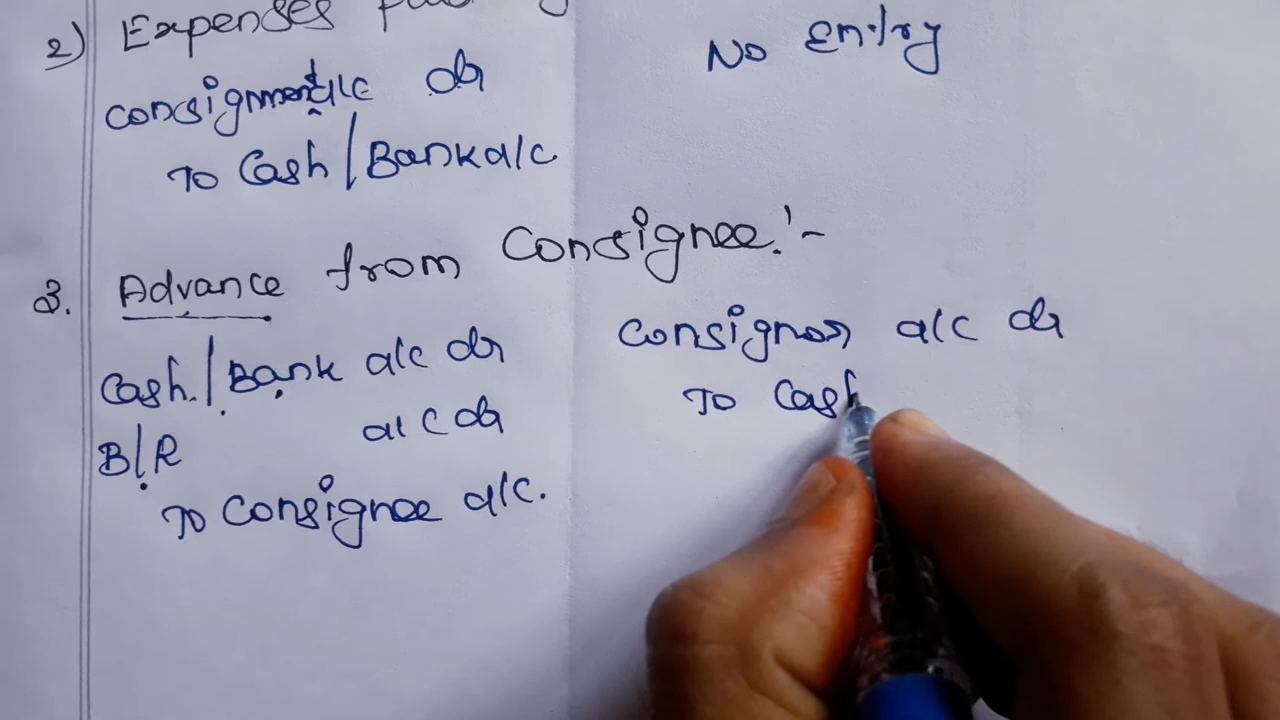 2) Expenses
No Entry
consignment a/c dr
To Cash / Bank a/c
3. Advance from Consignee:-
Cash / Bank a/c dr
B/R a/c dr
To Consignee a/c.
Consignor a/c dr
To Cash